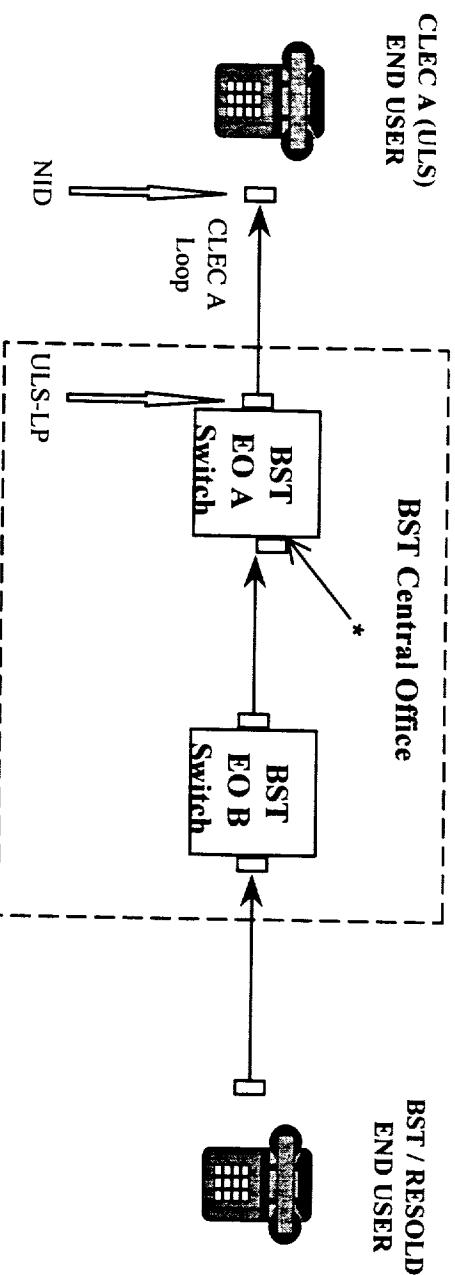 CLEC A (ULS)
END USER
NID
CLEC A
Loop
ULS-LP
BST
EO A
Switch
*
BST Central Office
BST
EO B
Switch
BST / RESOLD
END USER